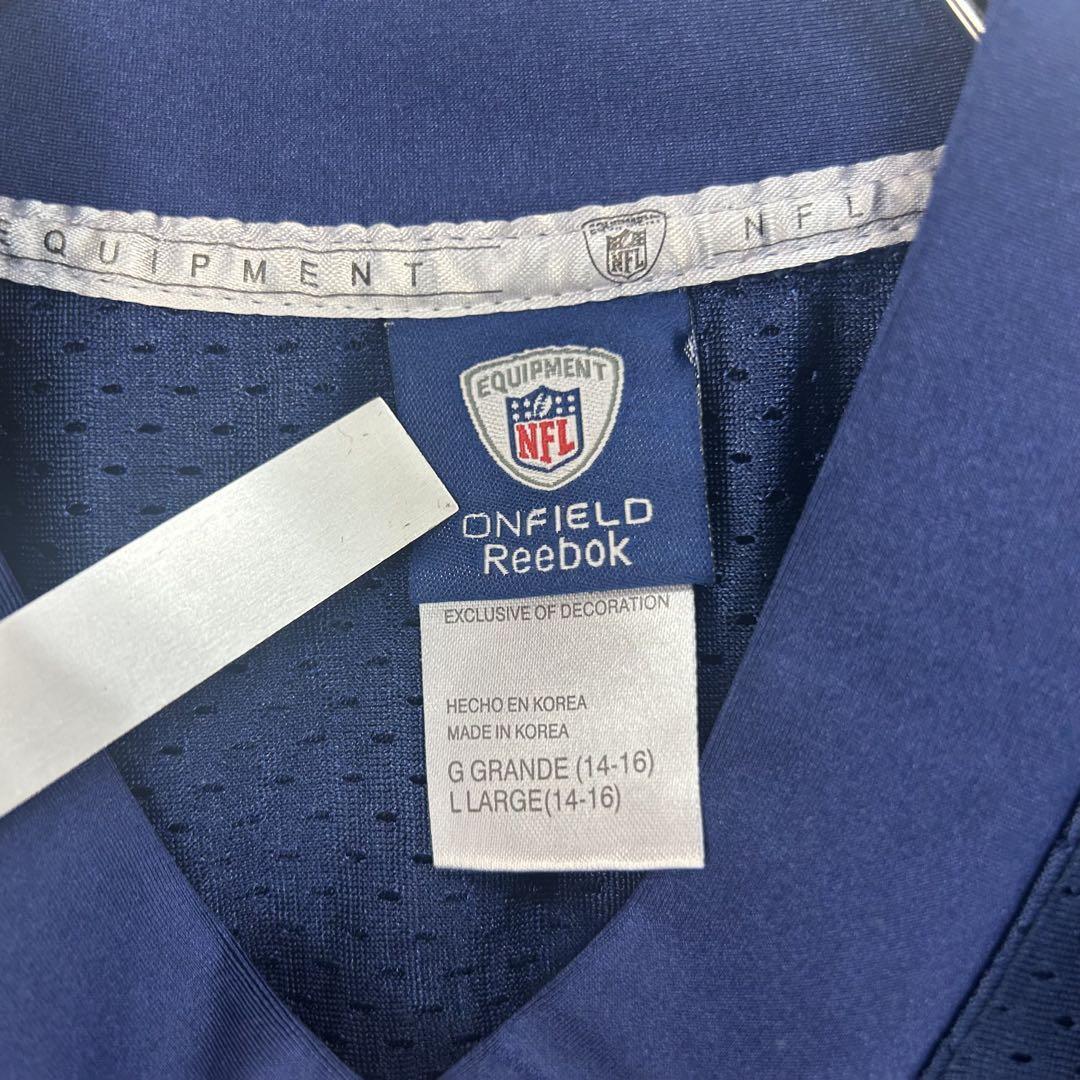 EQUIPMENT
EQUIPMENT
NFL
NFL
EQUIPMENT
NFL
ONFIELD
Reebok
EXCLUSIVE OF DECORATION
HECHO EN KOREA
MADE IN KOREA
G GRANDE (14-16)
L LARGE(14-16)